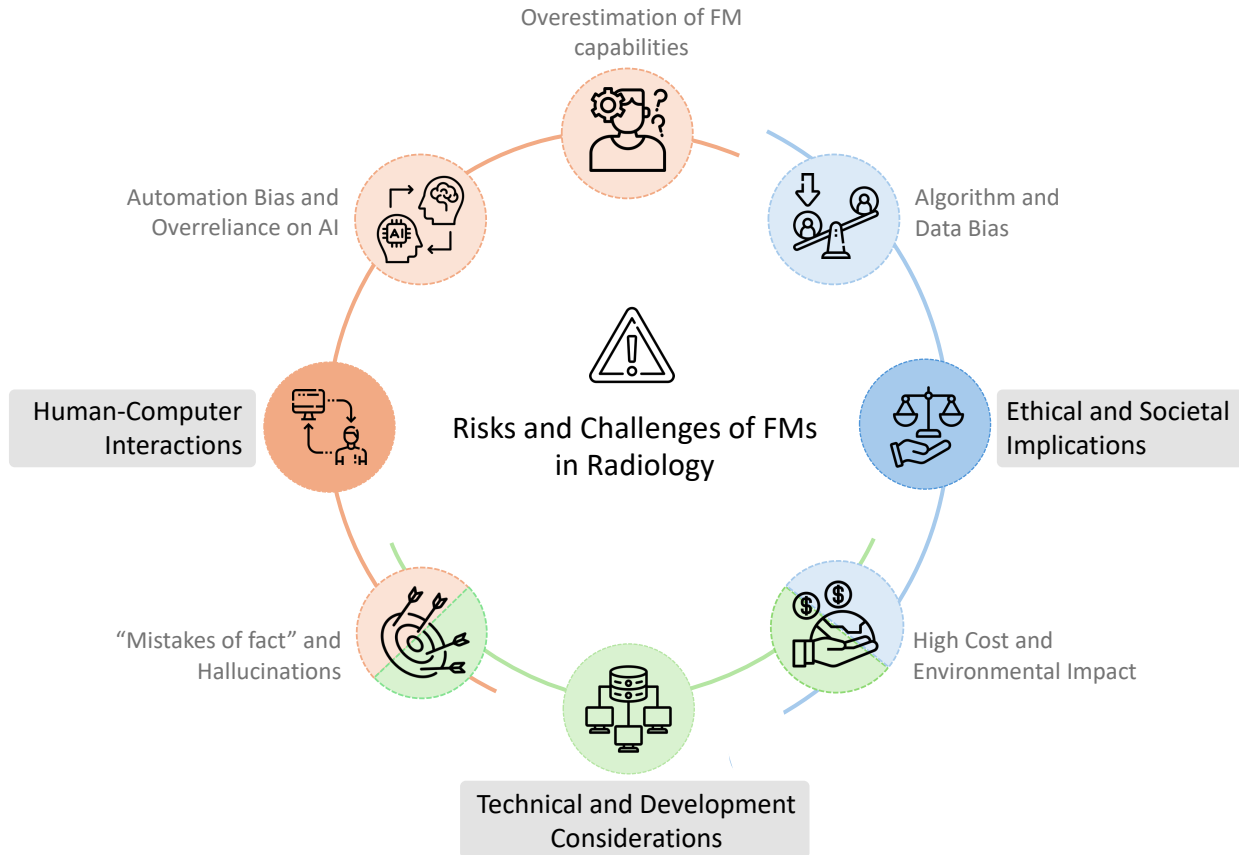 Overestimation of FM
capabilities
Automation Bias and
Overreliance on AI
AI
Algorithm and
Data Bias
Human-Computer
Interactions
Risks and Challenges of FMs
in Radiology
Ethical and Societal
Implications
“Mistakes of fact” and
Hallucinations
$ $
High Cost and
Environmental Impact
Technical and Development
Considerations